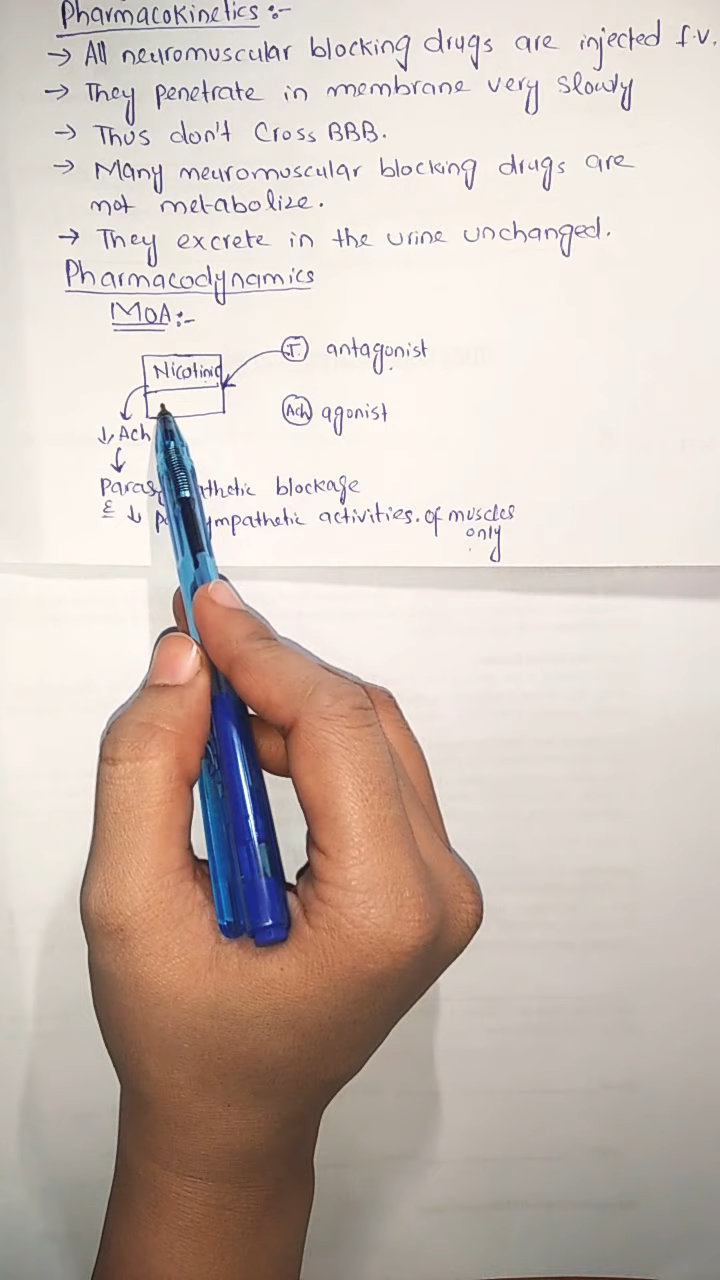 Pharmacokinetics :-
→ All neuromuscular blocking drugs are injected I.V.
→ They penetrate in membrane very slowly
→ Thus don't Cross BBB.
→ Many neuromuscular blocking drugs are
not metabolize.
→ They excrete in the urine unchanged.
Pharmacodynamics
MOA:-
I antagonist
Nicotinic
Ach agonist
↓ Ach
↓
blockage
& ↓ activities. of muscles
only